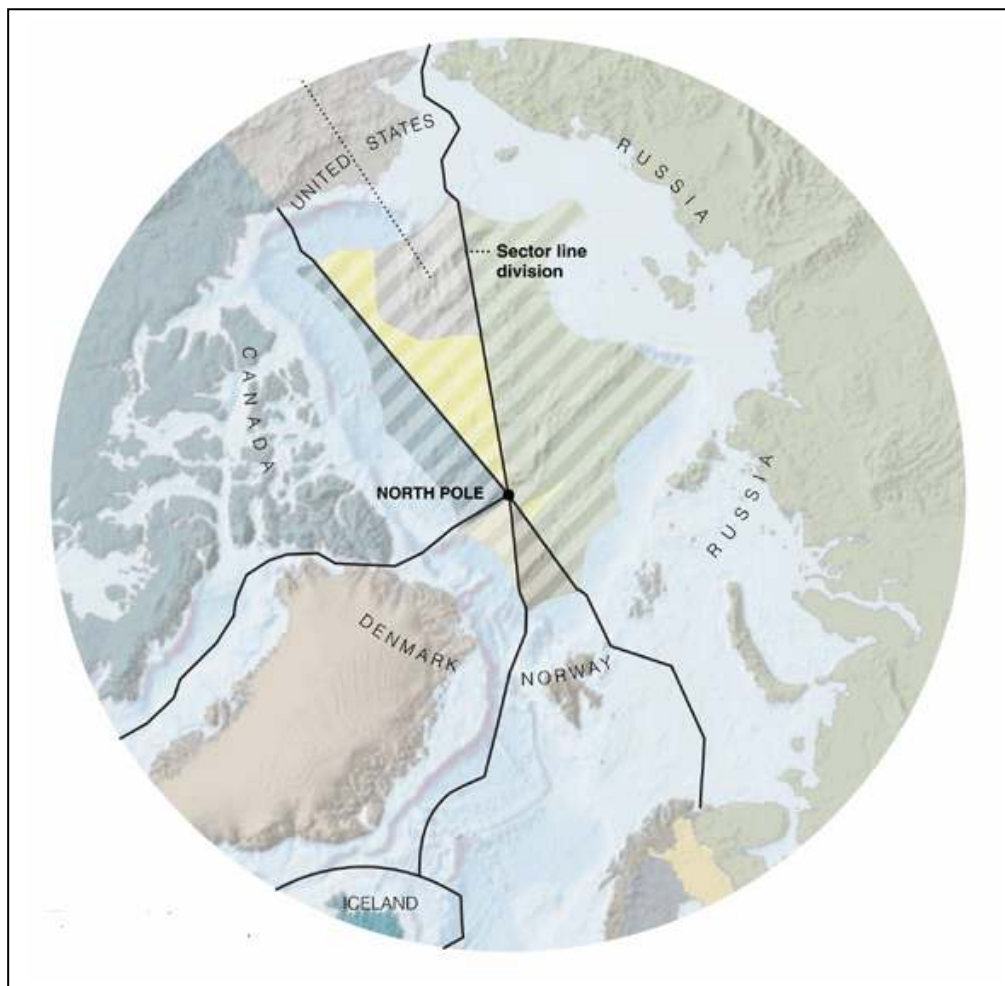 UNITED STATES
RUSSIA
Sector line
division
CANADA
NORTH POLE
RUSSIA
DENMARK
NORWAY
ICELAND